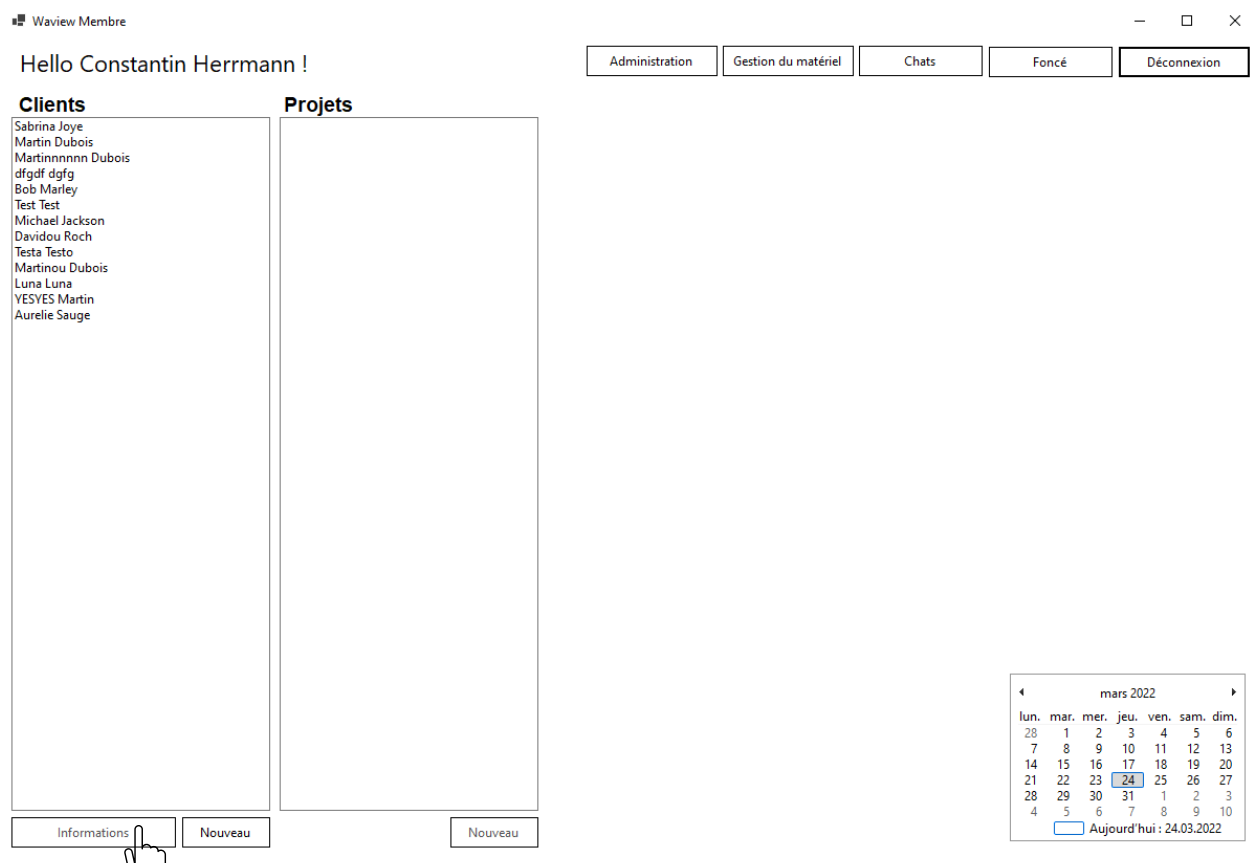 Waview Membre
Hello Constantin Herrmann !
Administration
Gestion du matériel
Chats
Foncé
Déconnexion
Clients
Projets
Sabrina Joye
Martin Dubois
Martinnnnnn Dubois
dfgdf dgfg
Bob Marley
Test Test
Michael Jackson
Davidou Roch
Testa Testo
Martinou Dubois
Luna Luna
YESYES Martin
Aurelie Sauge
mars 2022
lun. mar. mer. jeu. ven. sam. dim.
28 1 2 3 4 5 6
7 8 9 10 11 12 13
14 15 16 17 18 19 20
21 22 23 24 25 26 27
28 29 30 31 1 2 3
4 5 6 7 8 9 10
Aujourd'hui : 24.03.2022
Informations
Nouveau
Nouveau